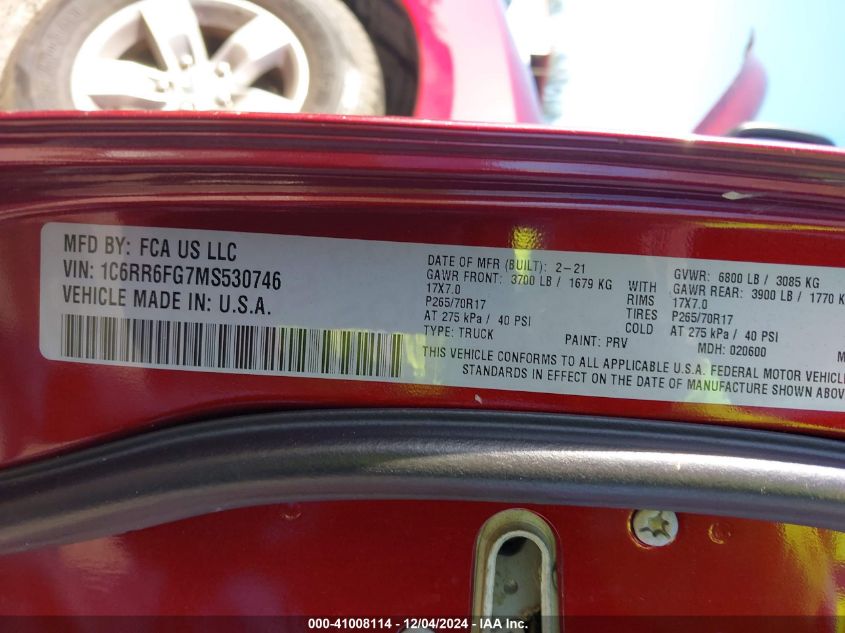 MFD BY: FCA US LLC
VIN: 1C6RR6FG7MS530746
VEHICLE MADE IN: U.S.A.
DATE OF MFR (BUILT): 2-21
GAWR FRONT: 3700 LB / 1679 KG WITH
17X7.0 RIMS
P265/70R17 TIRES
AT 275 kPa / 40 PSI COLD
TYPE: TRUCK PAINT: PRV
GVWR: 6800 LB / 3085 KG
GAWR REAR: 3900 LB / 1770 K
17X7.0
P265/70R17
AT 275 kPa / 40 PSI
MDH: 020600 M
THIS VEHICLE CONFORMS TO ALL APPLICABLE U.S.A. FEDERAL MOTOR VEHICL
STANDARDS IN EFFECT ON THE DATE OF MANUFACTURE SHOWN ABOV
000-41008114 - 12/04/2024 - IAA Inc.